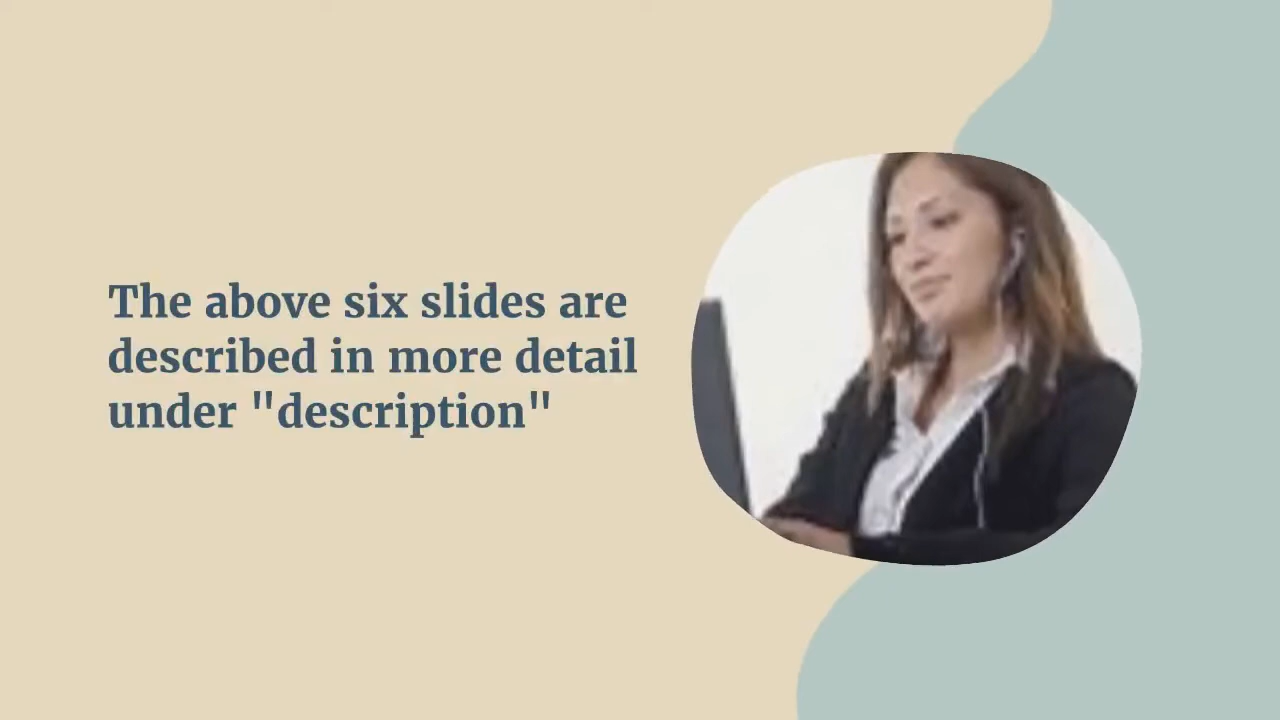 The above six slides are
described in more detail
under "description"